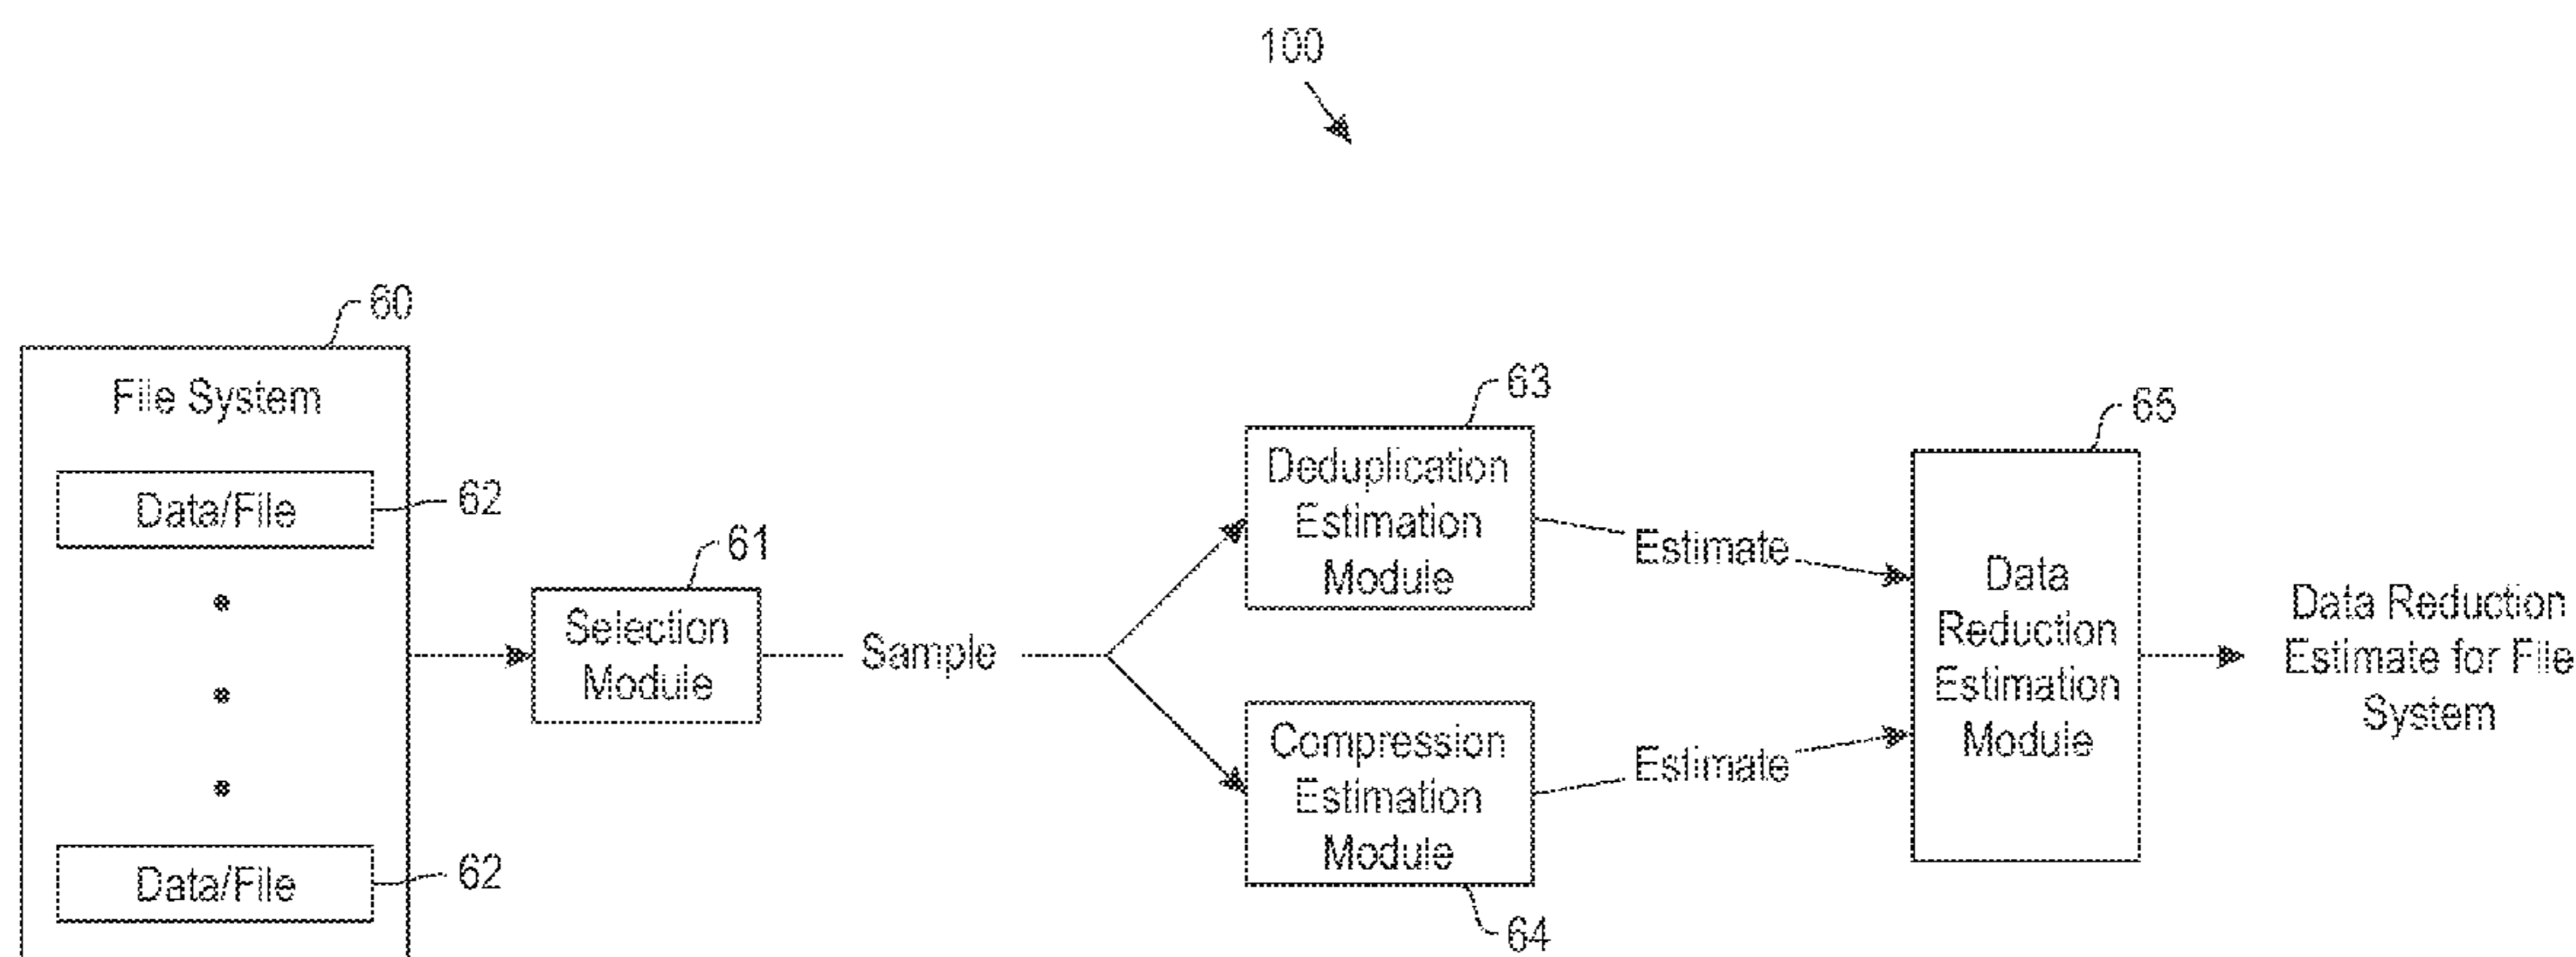 100
60
File System
Data/File
62
61
Selection
Module
Data/File
62
Sample
63
Deduplication
Estimation
Module
Compression
Estimation
Module
64
Estimate
Estimate
65
Data
Reduction
Estimation
Module
Data Reduction
Estimate for File
System